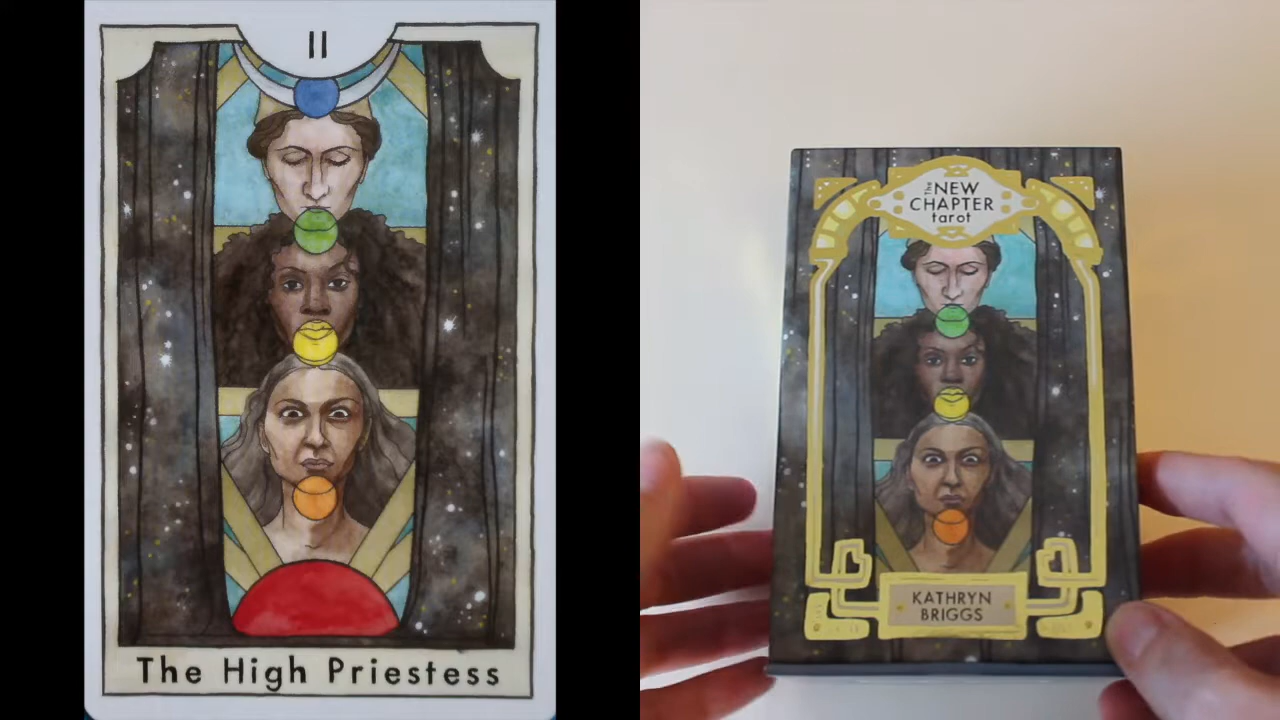 II
The High Priestess
The
NEW
CHAPTER
tarot
KATHRYN
BRIGGS